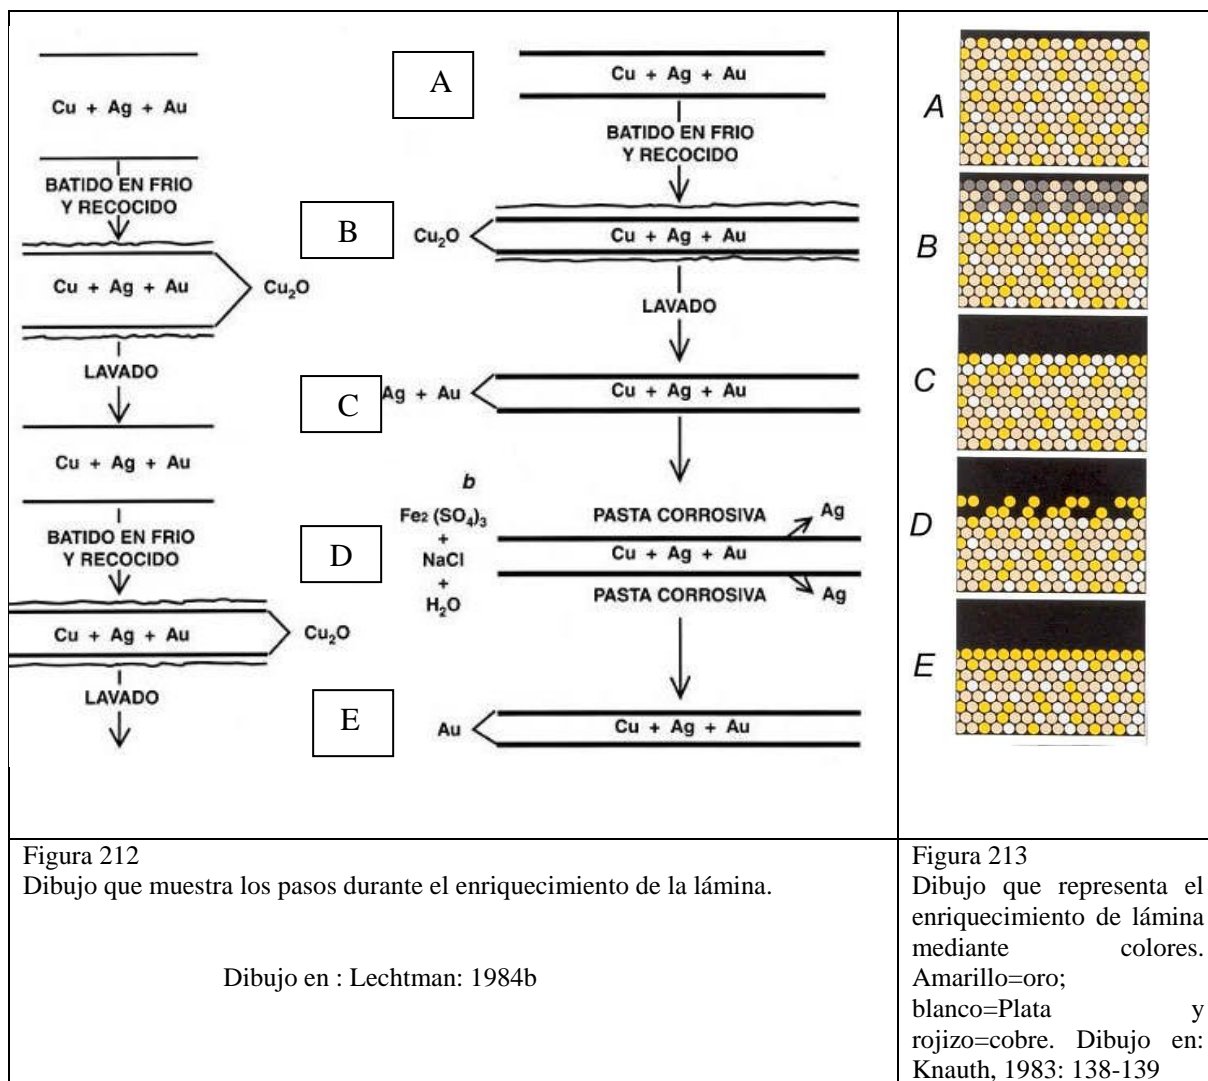 Cu + Ag + Au
BATIDO EN FRIO
Y RECOCIDO
Cu + Ag + Au
Cu₂O
LAVADO
Cu + Ag + Au
BATIDO EN FRIO
Y RECOCIDO
Cu + Ag + Au
Cu₂O
LAVADO
A
Cu + Ag + Au
BATIDO EN FRIO
Y RECOCIDO
B
Cu₂O
Cu + Ag + Au
LAVADO
C
Ag + Au
Cu + Ag + Au
b
Fe₂ (SO₄)₃
+
NaCl
+
H₂O
D
PASTA CORROSIVA
Ag
Cu + Ag + Au
PASTA CORROSIVA
Ag
E
Au
Cu + Ag + Au
A
B
C
D
E
Figura 212
Dibujo que muestra los pasos durante el enriquecimiento de la lámina.
Dibujo en : Lechtman: 1984b
Figura 213
Dibujo que representa el
enriquecimiento de lámina
mediante colores.
Amarillo=oro;
blanco=Plata y
rojizo=cobre. Dibujo en:
Knauth, 1983: 138-139